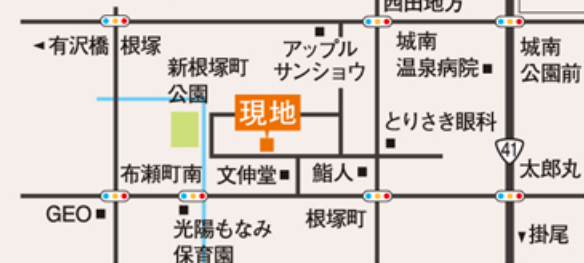 西田地方
◄有沢橋
根塚
アップル
サンショウ
城南
温泉病院■
城南
公園前
新根塚町
公園
現地
とりさき眼科
41
布瀬町南
文伸堂■
鮨人■
太郎丸
GEO■
光陽もなみ
保育園
根塚町
▼掛尾